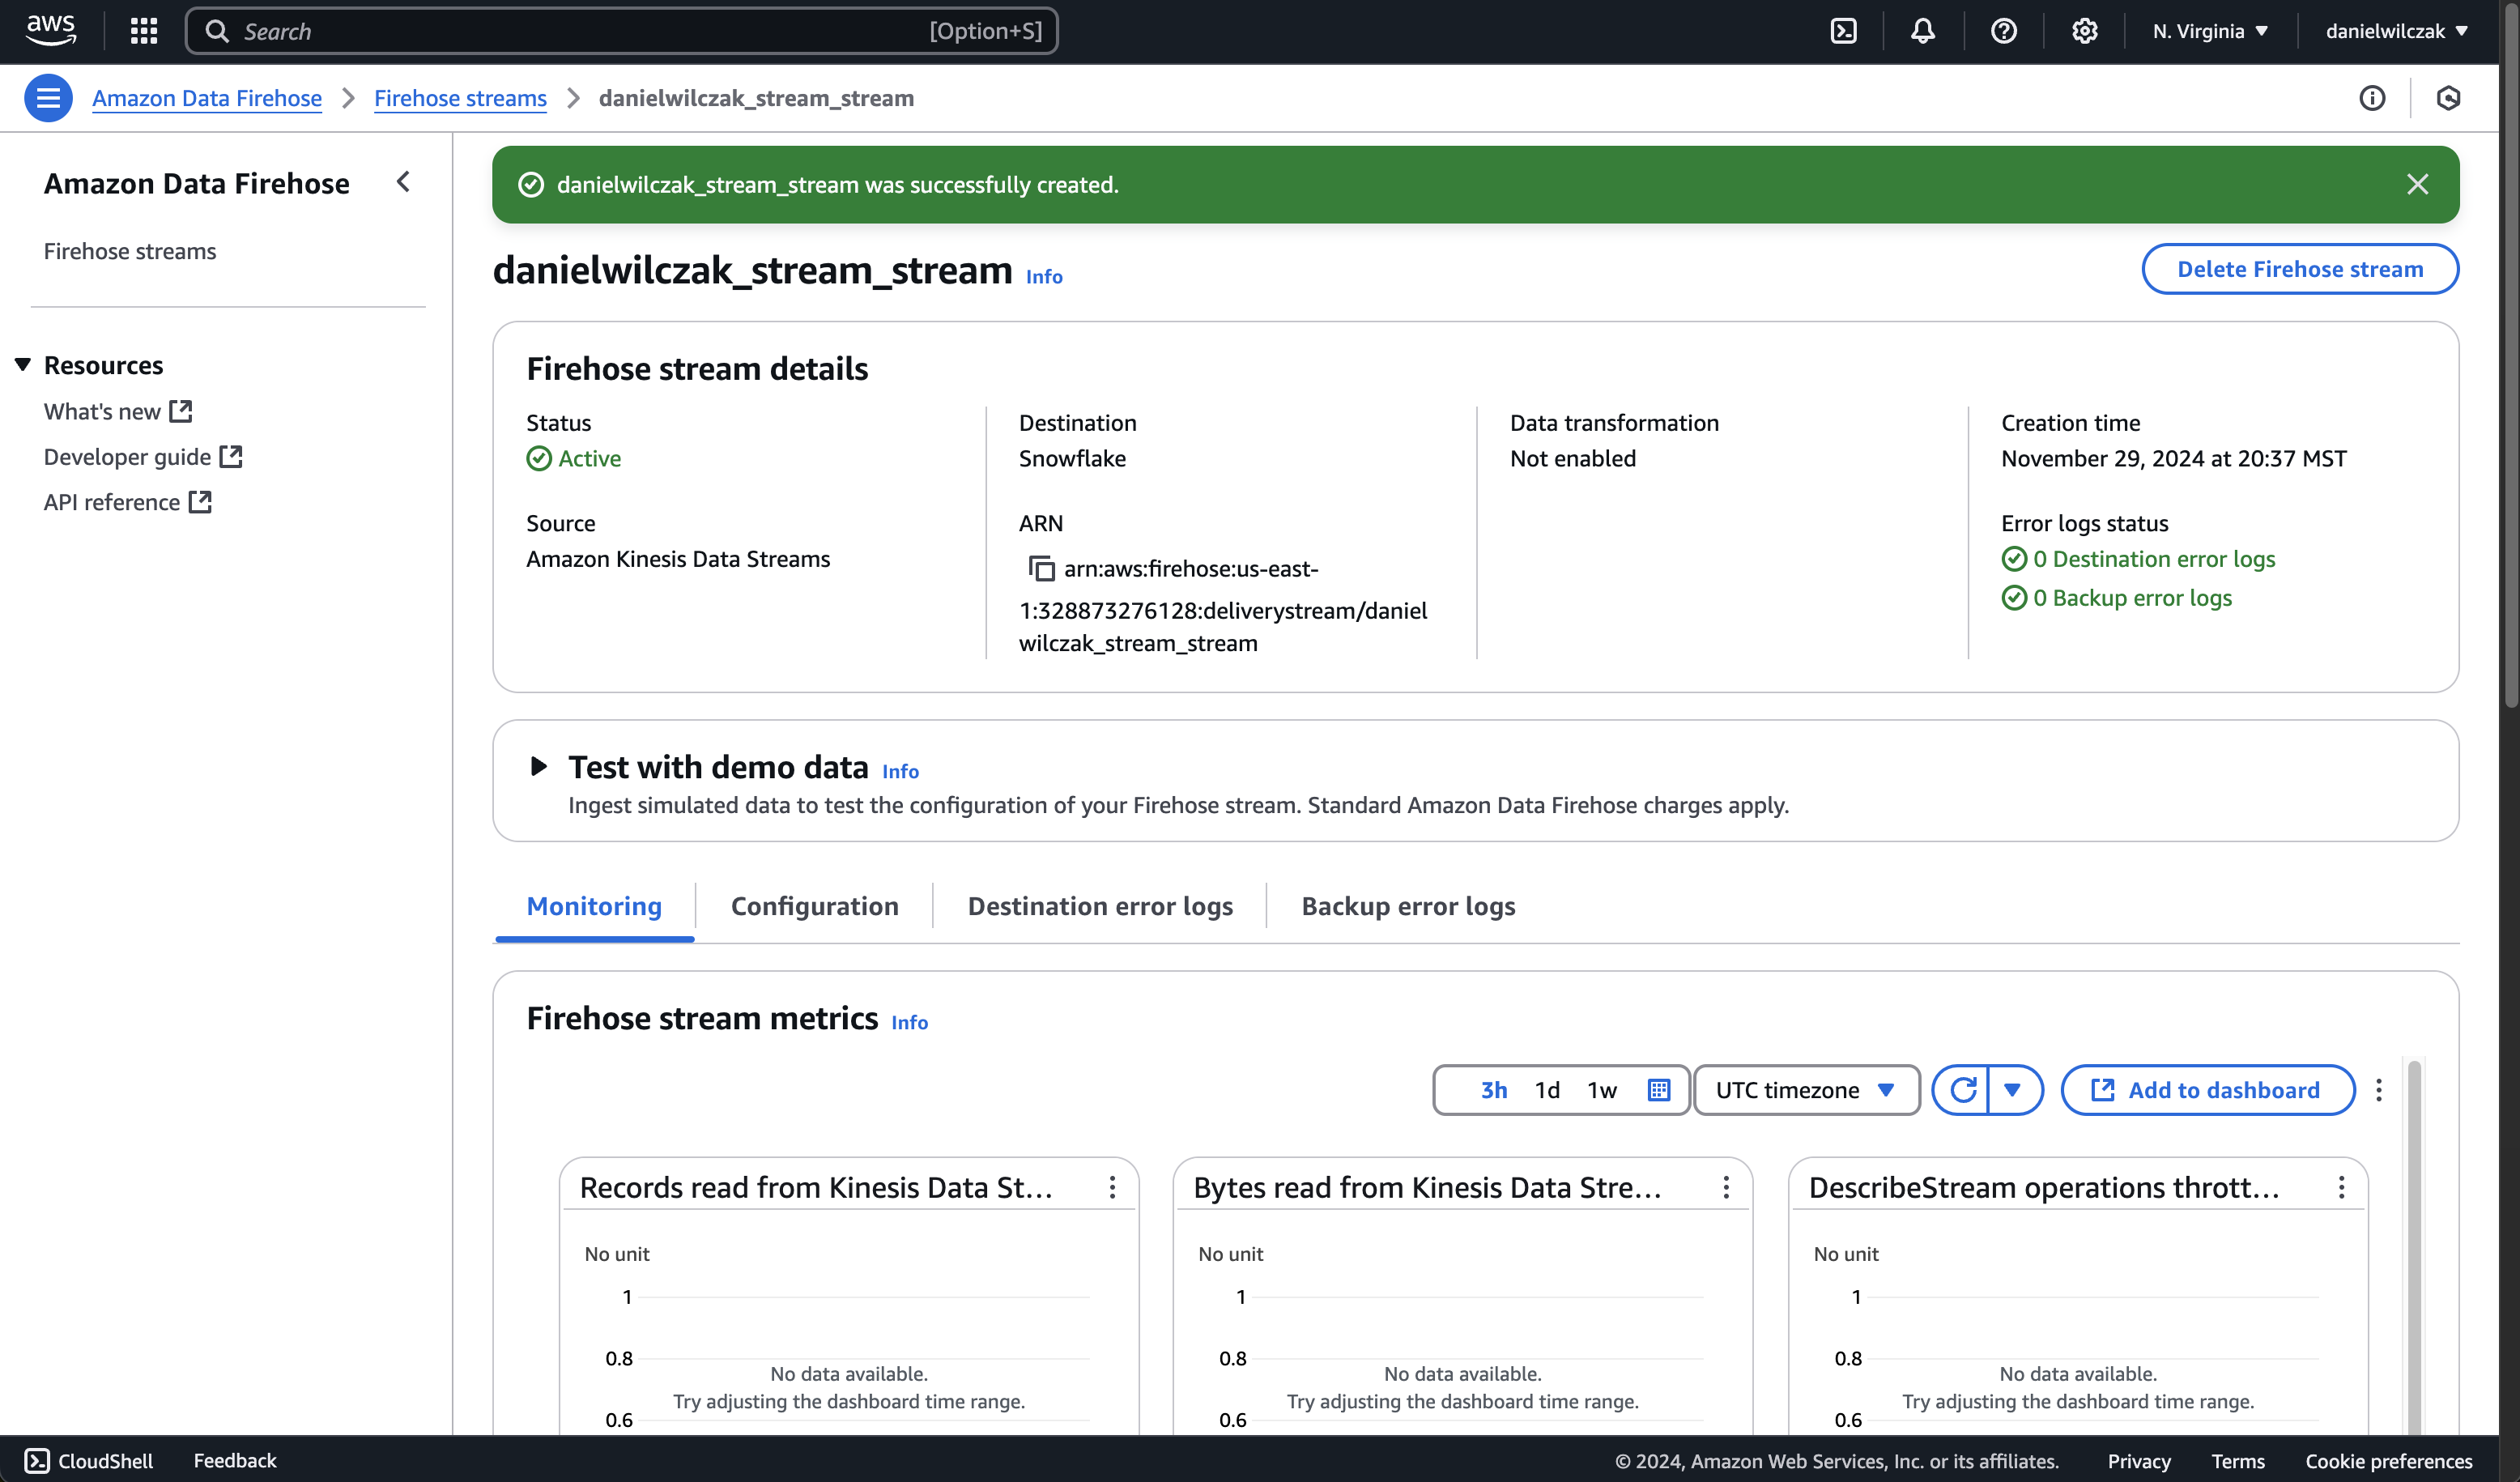 aws
Search [Option+S]
N. Virginia
danielwilczak
Amazon Data Firehose
Firehose streams
danielwilczak_stream_stream
Amazon Data Firehose
Firehose streams
Resources
What's new
Developer guide
API reference
danielwilczak_stream_stream was successfully created.
danielwilczak_stream_stream Info
Delete Firehose stream
Firehose stream details
Status
Active
Source
Amazon Kinesis Data Streams
Destination
Snowflake
ARN
arn:aws:firehose:us-east-
1:328873276128:deliverystream/daniel
wilczak_stream_stream
Data transformation
Not enabled
Creation time
November 29, 2024 at 20:37 MST
Error logs status
0 Destination error logs
0 Backup error logs
Test with demo data Info
Ingest simulated data to test the configuration of your Firehose stream. Standard Amazon Data Firehose charges apply.
Monitoring
Configuration
Destination error logs
Backup error logs
Firehose stream metrics Info
3h 1d 1w
UTC timezone
Add to dashboard
Records read from Kinesis Data St...
No unit
1
0.8
No data available.
Try adjusting the dashboard time range.
0.6
Bytes read from Kinesis Data Stre...
No unit
1
0.8
No data available.
Try adjusting the dashboard time range.
0.6
DescribeStream operations thrott...
No unit
1
0.8
No data available.
Try adjusting the dashboard time range.
0.6
CloudShell
Feedback
© 2024, Amazon Web Services, Inc. or its affiliates.
Privacy
Terms
Cookie preferences